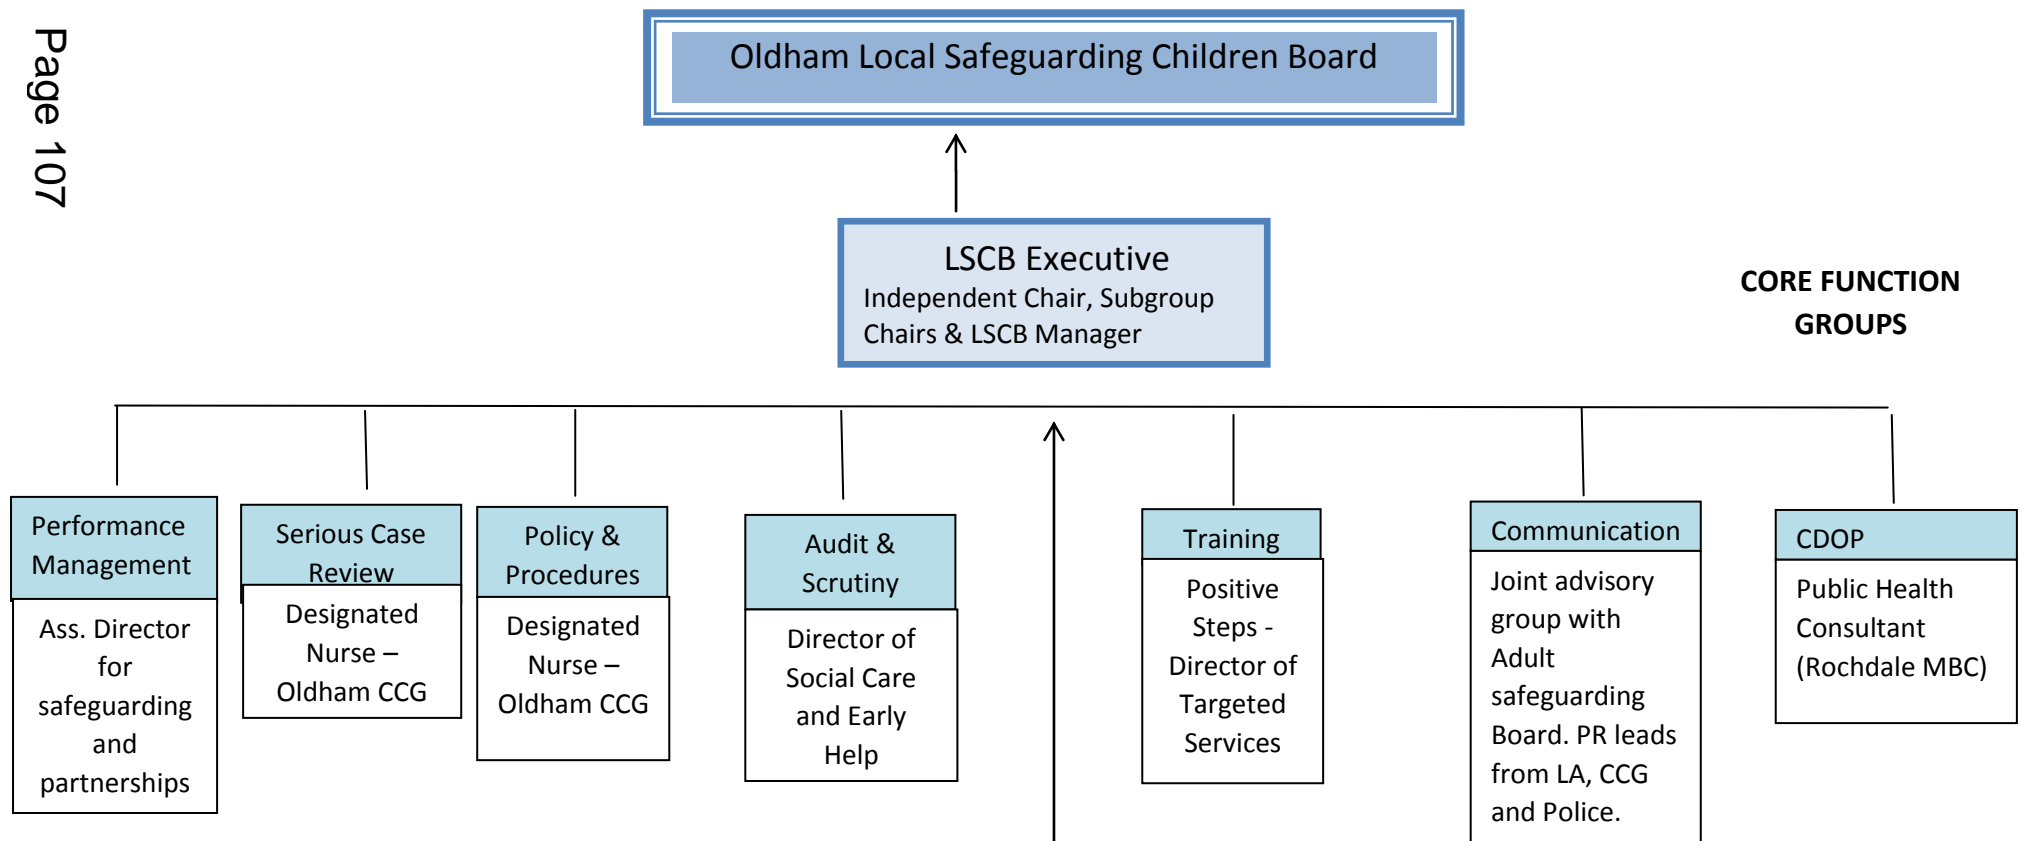 Page 107
Oldham Local Safeguarding Children Board
LSCB Executive
Independent Chair, Subgroup
Chairs & LSCB Manager
CORE FUNCTION
GROUPS
Performance
Management
Ass. Director
for
safeguarding
and
partnerships
Serious Case
Review
Designated
Nurse –
Oldham CCG
Policy &
Procedures
Designated
Nurse –
Oldham CCG
Audit &
Scrutiny
Director of
Social Care
and Early
Help
Training
Positive
Steps -
Director of
Targeted
Services
Communication
Joint advisory
group with
Adult
safeguarding
Board. PR leads
from LA, CCG
and Police.
CDOP
Public Health
Consultant
(Rochdale MBC)